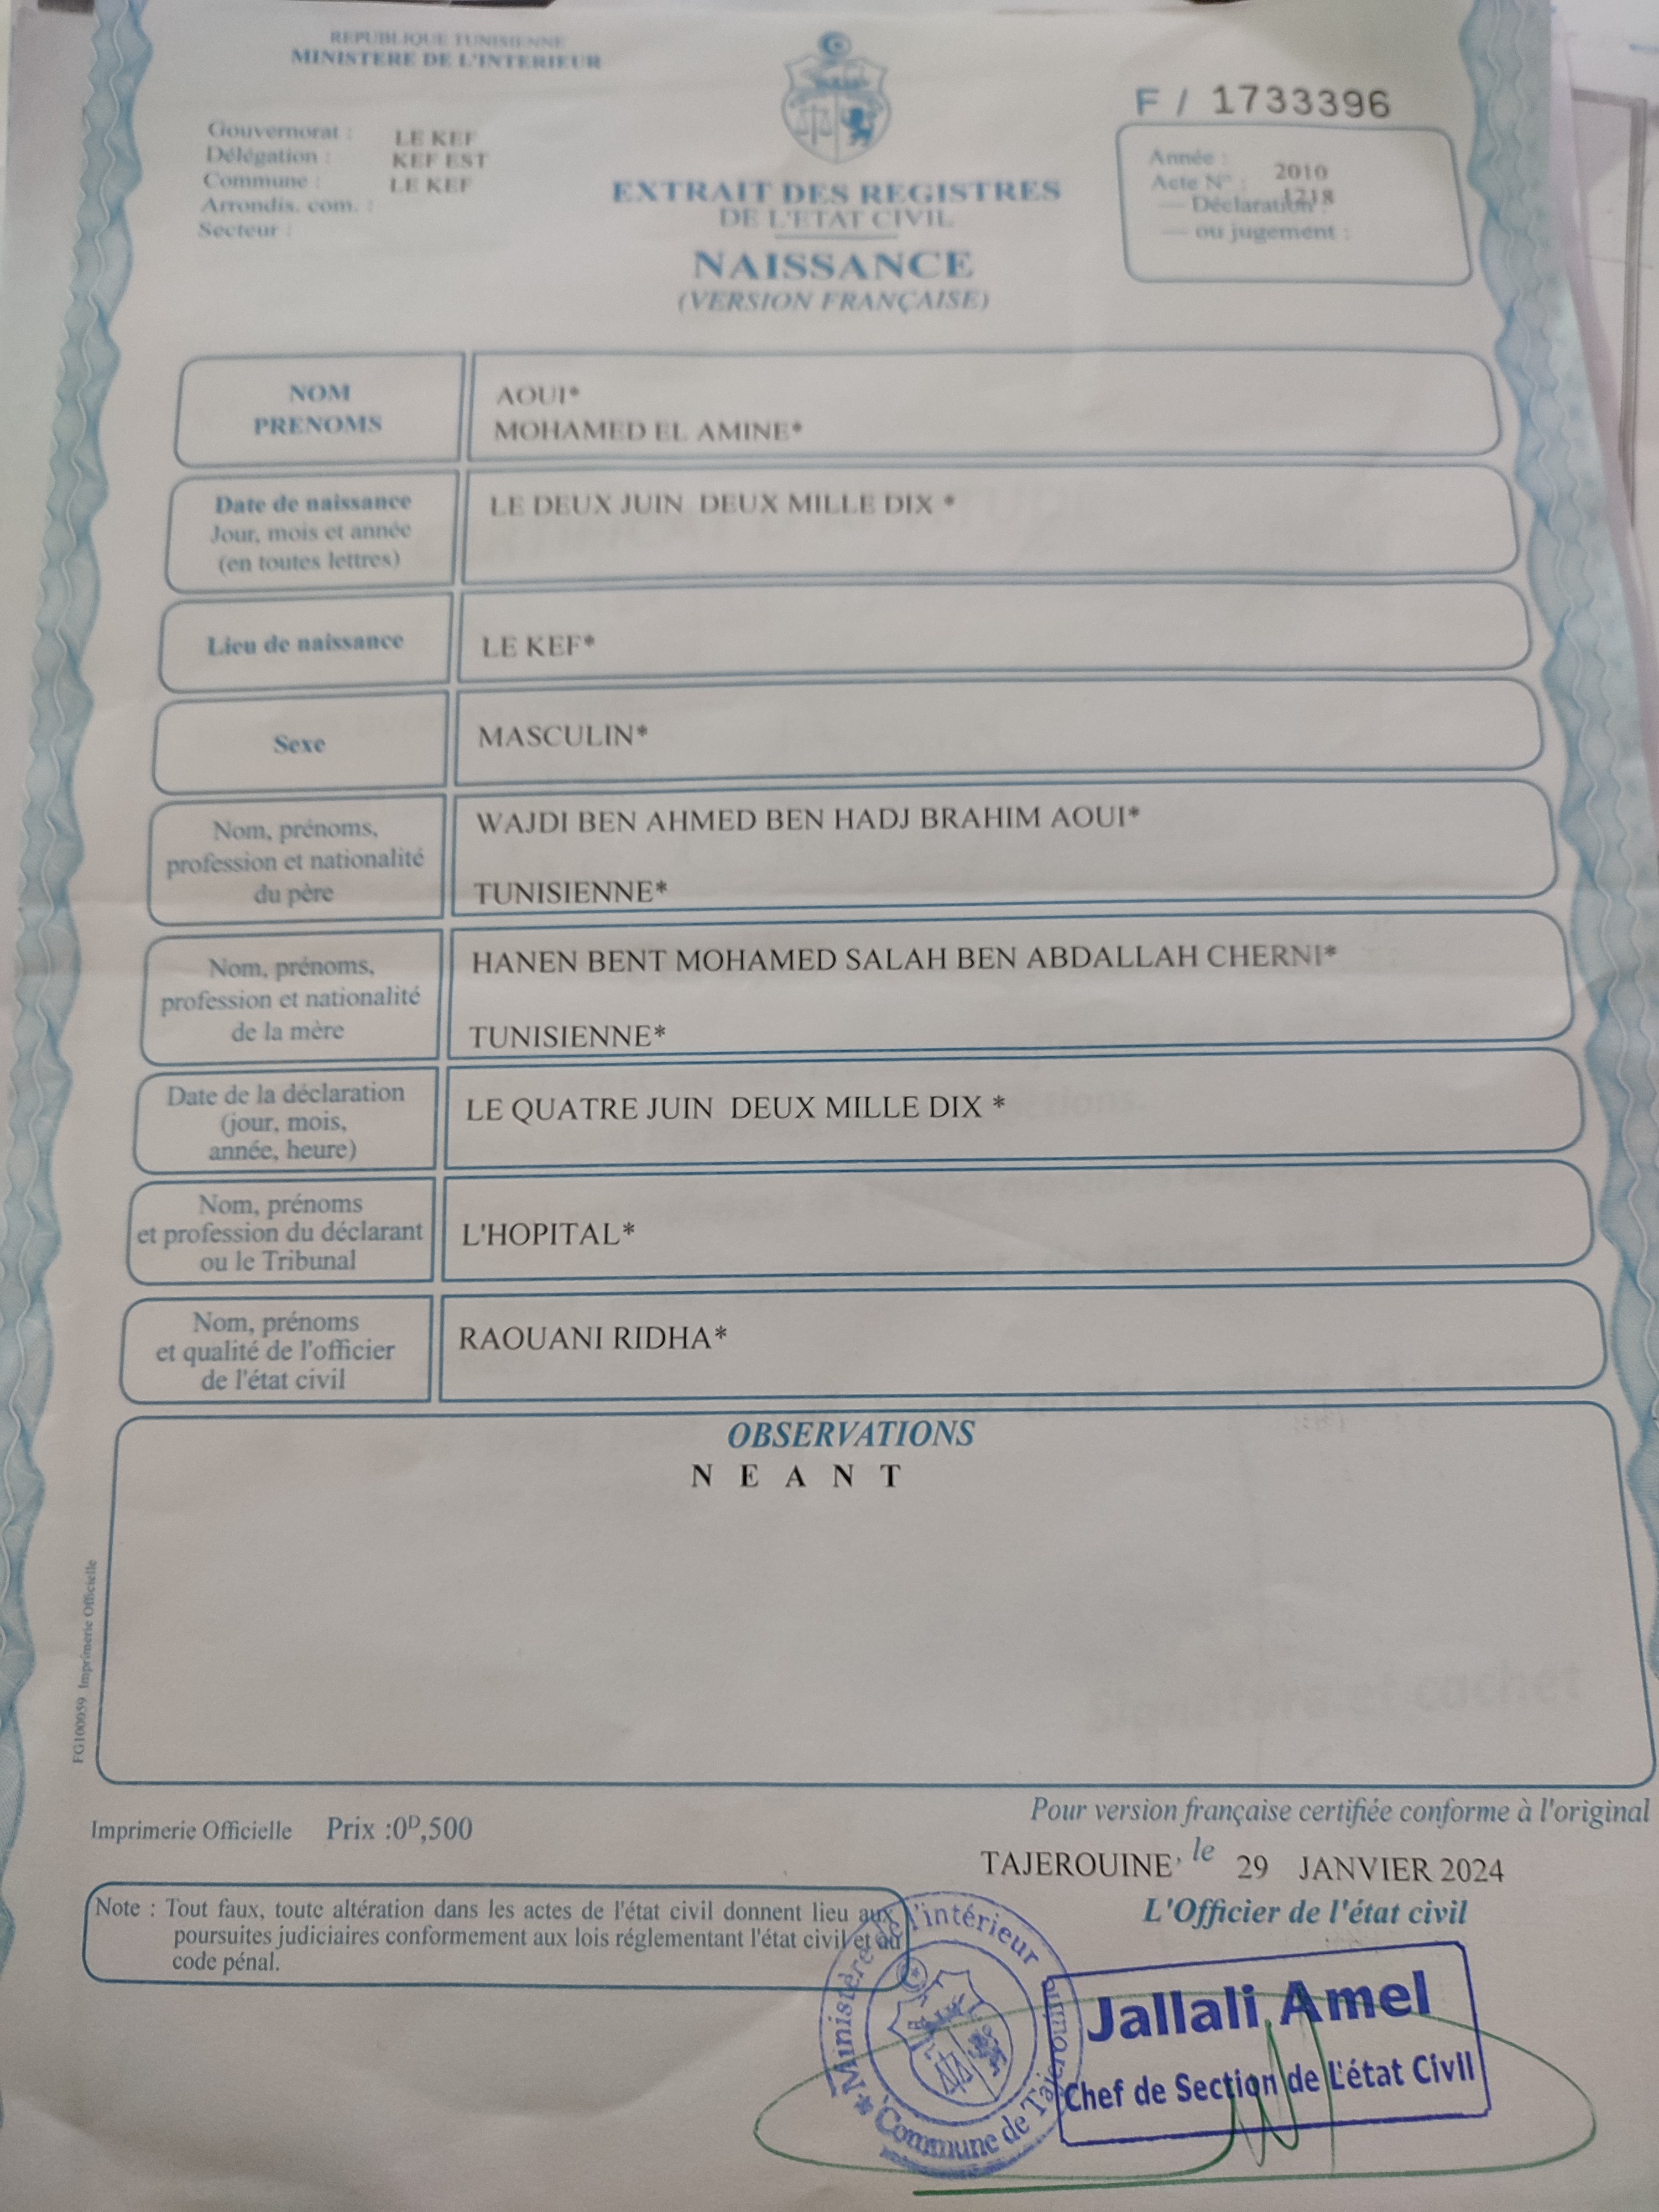 REPUBLIQUE TUNISIENNE
MINISTERE DE L'INTERIEUR
Gouvernorat : LE KEF
Délégation : KEF EST
Commune : LE KEF
Arrondis. com. :
Secteur :
EXTRAIT DES REGISTRES
DE L'ETAT CIVIL
NAISSANCE
(VERSION FRANÇAISE)
F / 1733396
Année : 2010
Acte N° : 1218
— Déclaration :
— ou jugement :
NOM AOUI*
PRENOMS MOHAMED EL AMINE*
Date de naissance LE DEUX JUIN DEUX MILLE DIX *
Jour, mois et année
(en toutes lettres)
Lieu de naissance LE KEF*
Sexe MASCULIN*
Nom, prénoms, WAJDI BEN AHMED BEN HADJ BRAHIM AOUI*
profession et nationalité
du père TUNISIENNE*
Nom, prénoms, HANEN BENT MOHAMED SALAH BEN ABDALLAH CHERNI*
profession et nationalité
de la mère TUNISIENNE*
Date de la déclaration LE QUATRE JUIN DEUX MILLE DIX *
(jour, mois,
année, heure)
Nom, prénoms
et profession du déclarant L'HOPITAL*
ou le Tribunal
Nom, prénoms RAOUANI RIDHA*
et qualité de l'officier
de l'état civil
OBSERVATIONS
N E A N T
FG100059 Imprimerie Officielle
Imprimerie Officielle Prix :0ᴰ,500
Pour version française certifiée conforme à l'original
TAJEROUINE, le 29 JANVIER 2024
L'Officier de l'état civil
Note : Tout faux, toute altération dans les actes de l'état civil donnent lieu aux
poursuites judiciaires conformement aux lois réglementant l'état civil et au
code pénal.
Ministère de l'intérieur
Commune de Tajerouine
Jallali Amel
Chef de Section de L'état Civil
Signature et cachet